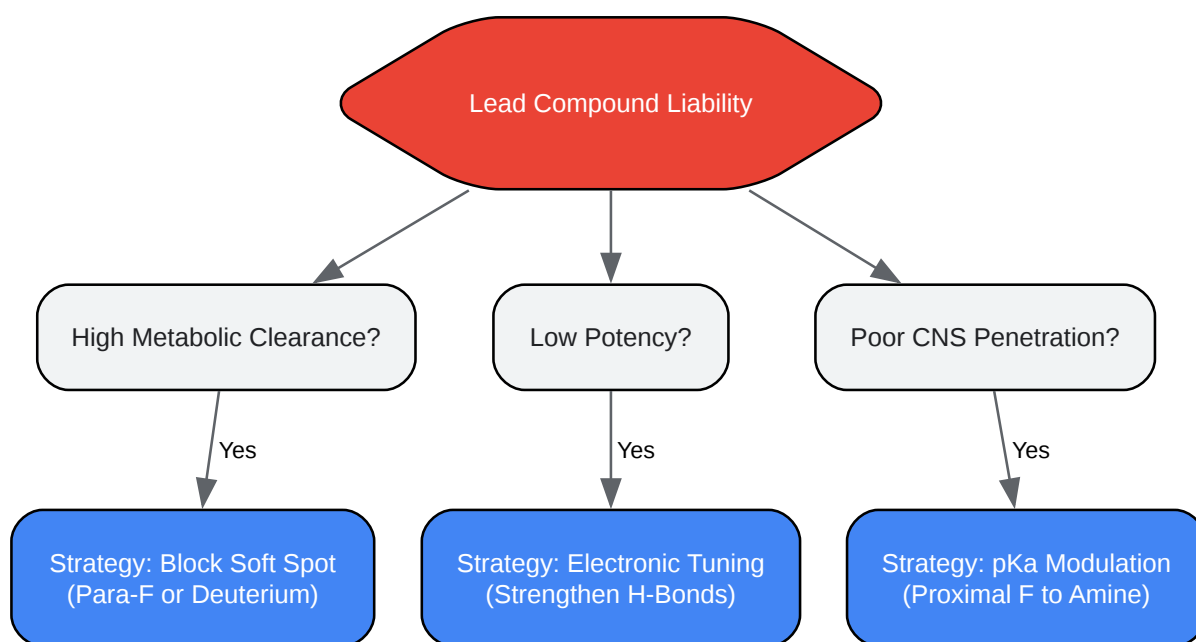 Lead Compound Liability
High Metabolic Clearance?
Low Potency?
Poor CNS Penetration?
Yes
Yes
Yes
Strategy: Block Soft Spot
(Para-F or Deuterium)
Strategy: Electronic Tuning
(Strengthen H-Bonds)
Strategy: pKa Modulation
(Proximal F to Amine)